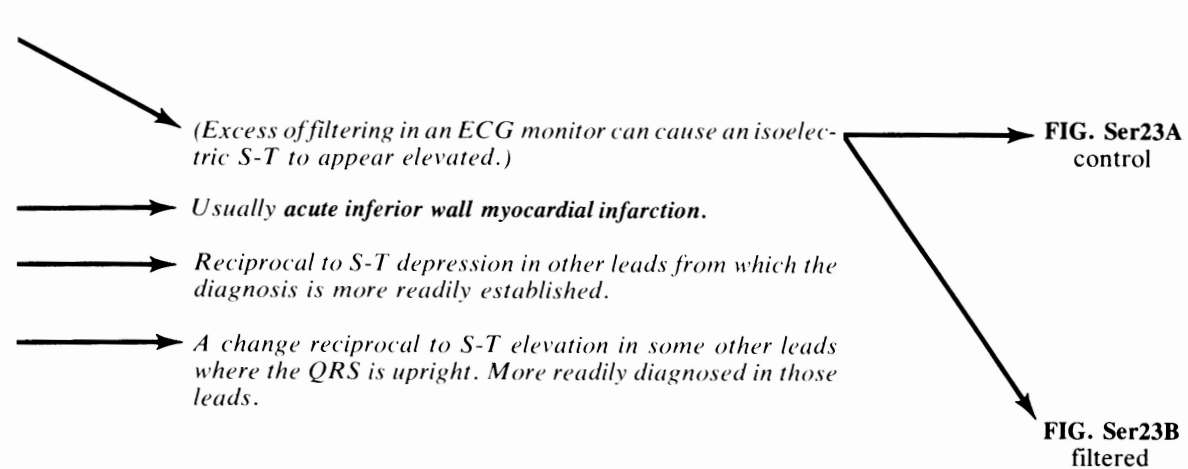 (Excess of filtering in an ECG monitor can cause an isoelec-
tric S-T to appear elevated.)
FIG. Ser23A
control
Usually acute inferior wall myocardial infarction.
Reciprocal to S-T depression in other leads from which the
diagnosis is more readily established.
A change reciprocal to S-T elevation in some other leads
where the QRS is upright. More readily diagnosed in those
leads.
FIG. Ser23B
filtered